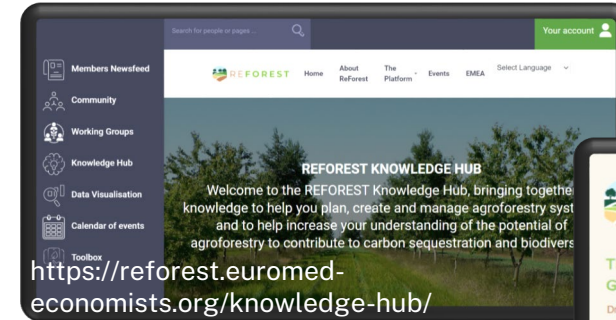 Search for people or pages ...
Your account
Members Newsfeed
Community
Working Groups
Knowledge Hub
Data Visualisation
Calendar of events
Toolbox
REFOREST
Home
About
ReForest
The
Platform
Events
EMEA
Select Language
REFOREST KNOWLEDGE HUB
Welcome to the REFOREST Knowledge Hub, bringing togethe
knowledge to help you plan, create and manage agroforestry syst
and to help increase your understanding of the potential of
agroforestry to contribute to carbon sequestration and biodivers
https://reforest.euromed-
economists.org/knowledge-hub/
T
G
D